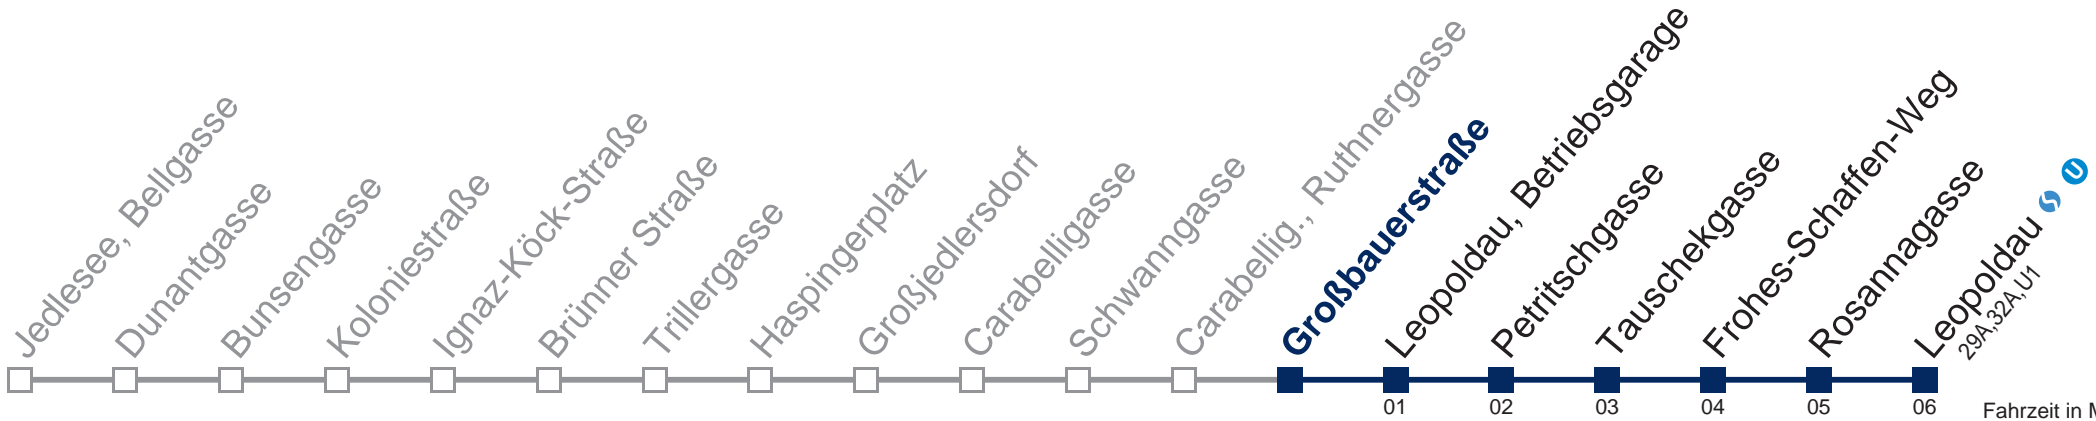 Jedlesee, Bellgasse
Dunantgasse
Bunsengasse
Koloniestraße
Ignaz-Köck-Straße
Brünner Straße
Trillergasse
Haspingerplatz
Großjedlersdorf
Carabelligasse
Schwanngasse
Carabellig., Ruthnergasse
Großbauerstraße
Leopoldau, Betriebsgarage
Petritschgasse
Tauschekgasse
Frohes-Schaffen-Weg
Rosannagasse
Leopoldau S U
29A,32A,U1
01 02 03 04 05 06
Fahrzeit in M